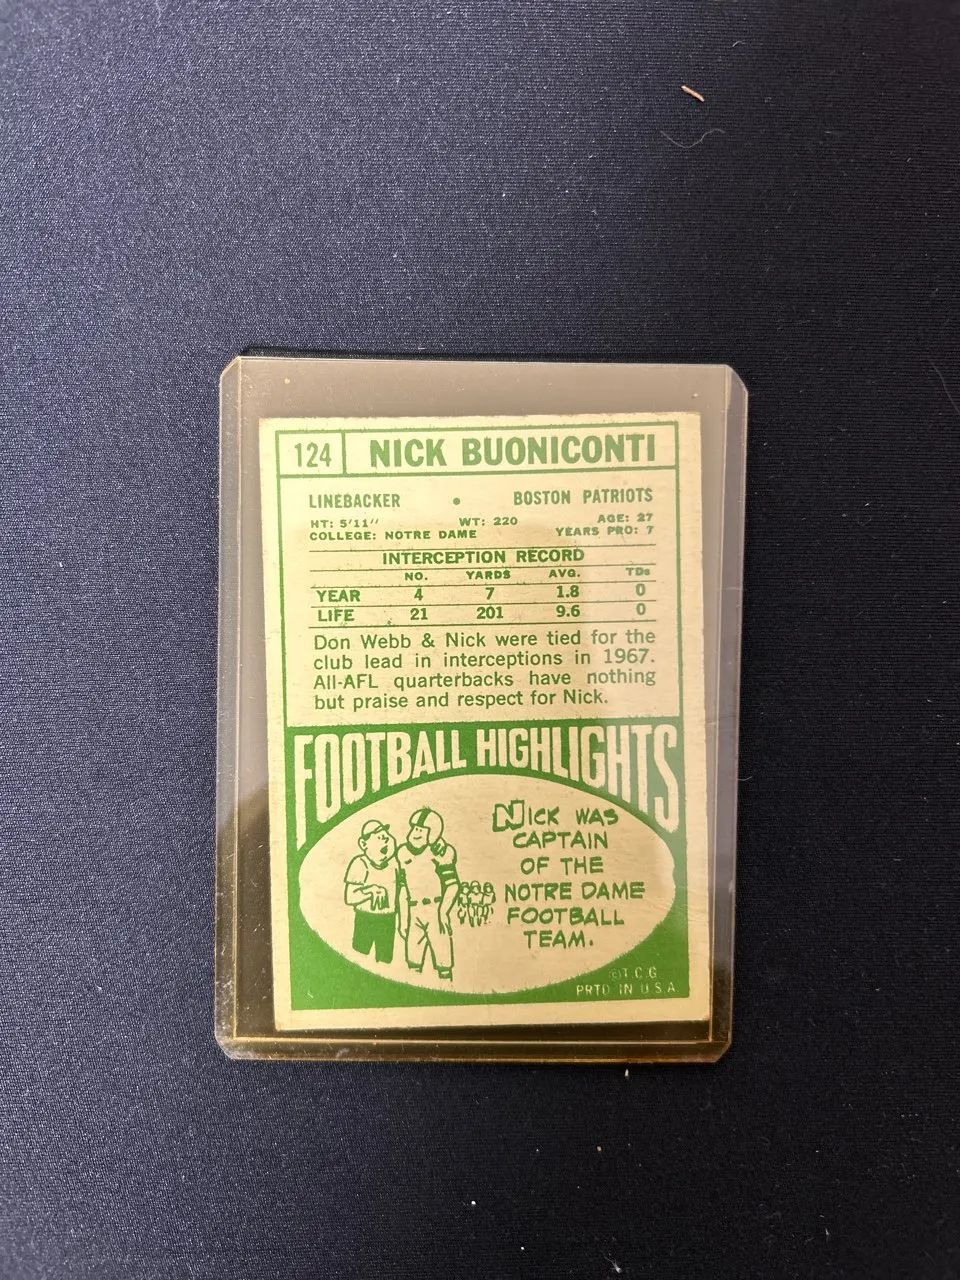 124 NICK BUONICONTI
LINEBACKER • BOSTON PATRIOTS
HT: 5'11" WT: 220 AGE: 27
COLLEGE: NOTRE DAME YEARS PRO: 7
INTERCEPTION RECORD
NO. YARDS AVG. TDs
YEAR 4 7 1.8 0
LIFE 21 201 9.6 0
Don Webb & Nick were tied for the
club lead in interceptions in 1967.
All-AFL quarterbacks have nothing
but praise and respect for Nick.
FOOTBALL HIGHLIGHTS
NICK WAS
CAPTAIN
OF THE
NOTRE DAME
FOOTBALL
TEAM.
©T.C.G.
PRTD. IN U.S.A.